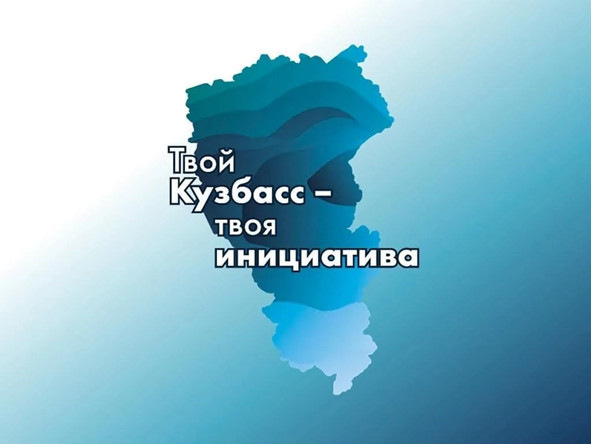 Твой
Кузбасс –
твоя
инициатива